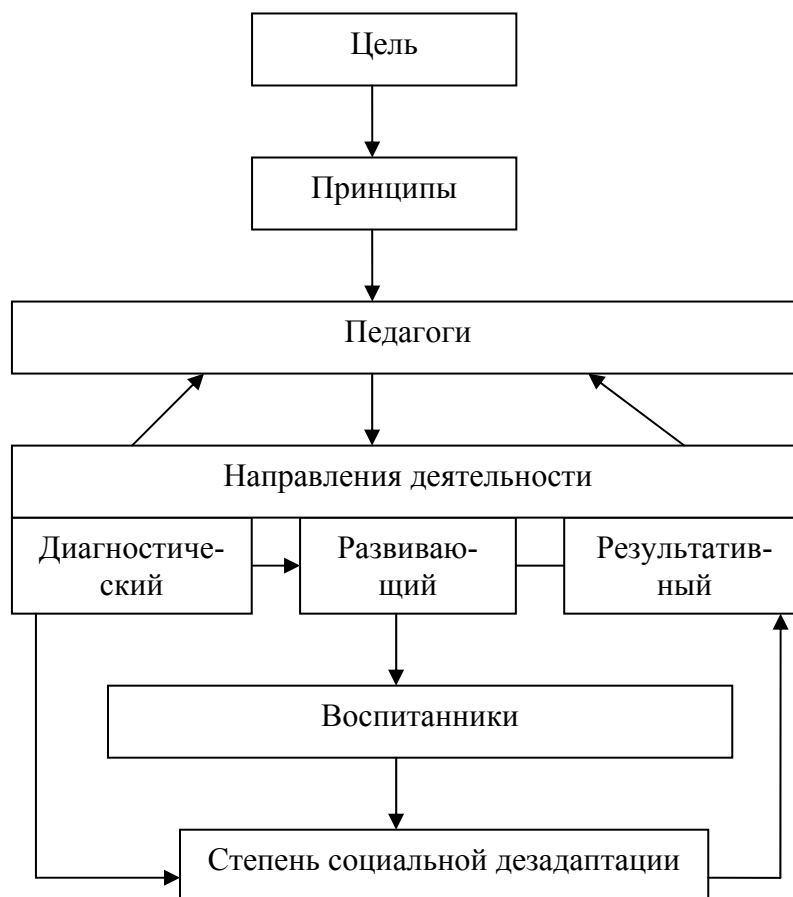 Цель
Принципы
Педагоги
Направления деятельности
Диагностиче-
ский
Развиваю-
щий
Результатив-
ный
Воспитанники
Степень социальной дезадаптации